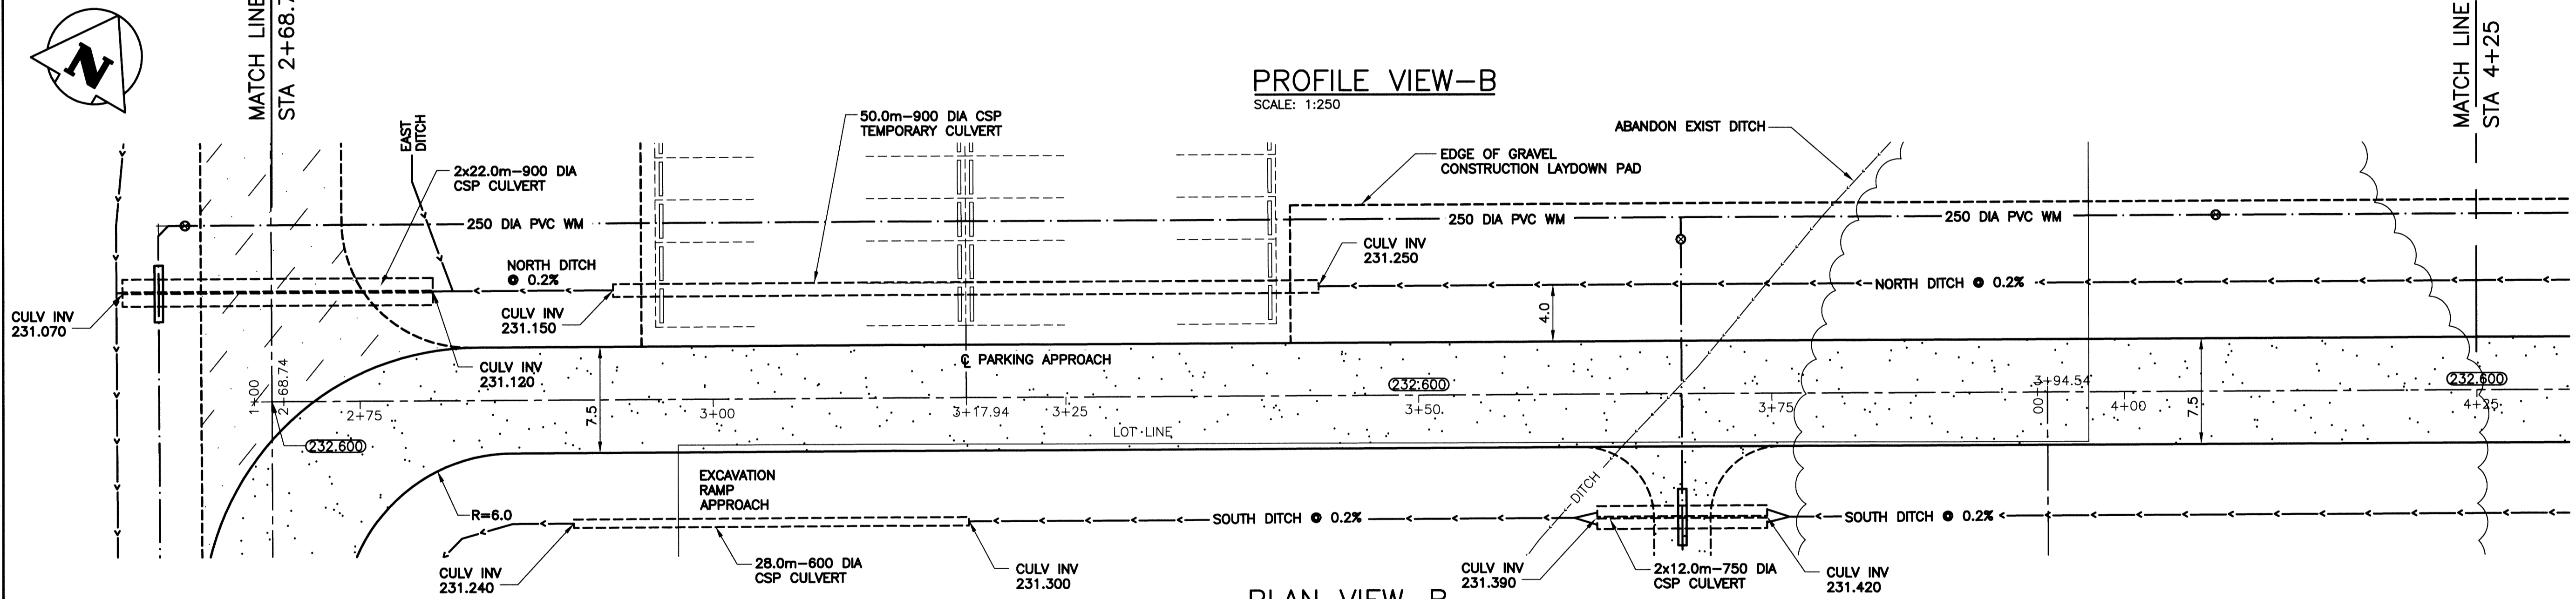 N
MATCH LINE
STA 2+68.7
PROFILE VIEW-B
SCALE: 1:250
MATCH LINE
STA 4+25
EAST
DITCH
50.0m-900 DIA CSP
TEMPORARY CULVERT
ABANDON EXIST DITCH
2x22.0m-900 DIA
CSP CULVERT
EDGE OF GRAVEL
CONSTRUCTION LAYDOWN PAD
250 DIA PVC WM
250 DIA PVC WM
250 DIA PVC WM
CULV INV
231.250
NORTH DITCH
@ 0.2%
NORTH DITCH @ 0.2%
CULV INV
231.070
CULV INV
231.150
4.0
CULV INV
231.120
℄ PARKING APPROACH
1+00
2+68.74
2+75
7.5
3+00
3+17.94
3+25
232.600
3+50
3+75
3+94.54
00
4+00
7.5
232.600
4+25
232.600
LOT LINE
EXCAVATION
RAMP
APPROACH
R=6.0
DITCH
SOUTH DITCH @ 0.2%
SOUTH DITCH @ 0.2%
CULV INV
231.240
28.0m-600 DIA
CSP CULVERT
CULV INV
231.300
CULV INV
231.390
2x12.0m-750 DIA
CSP CULVERT
CULV INV
231.420
PLAN VIEW-B